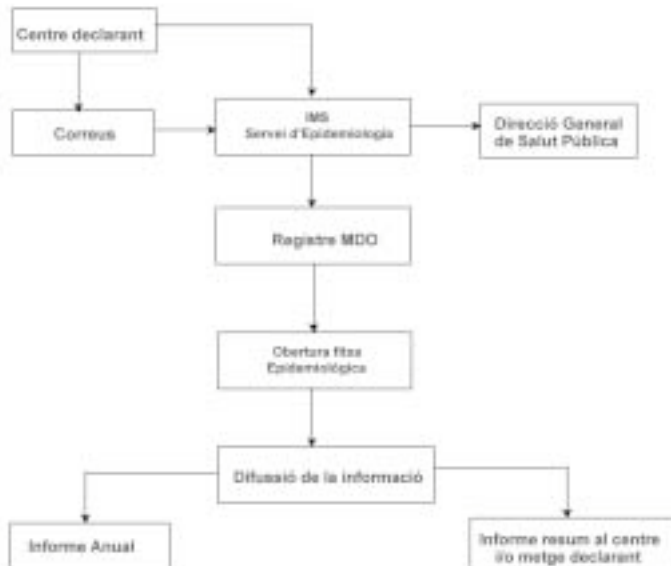 Centre declarant
Correus
IMS
Servei d'Epidemiologia
Direcció General
de Salut Pública
Registre MDO
Obertura fitxa
Epidemiológica
Difussió de la informació
Informe Anual
Informe resum al centre
i/o metge declarant